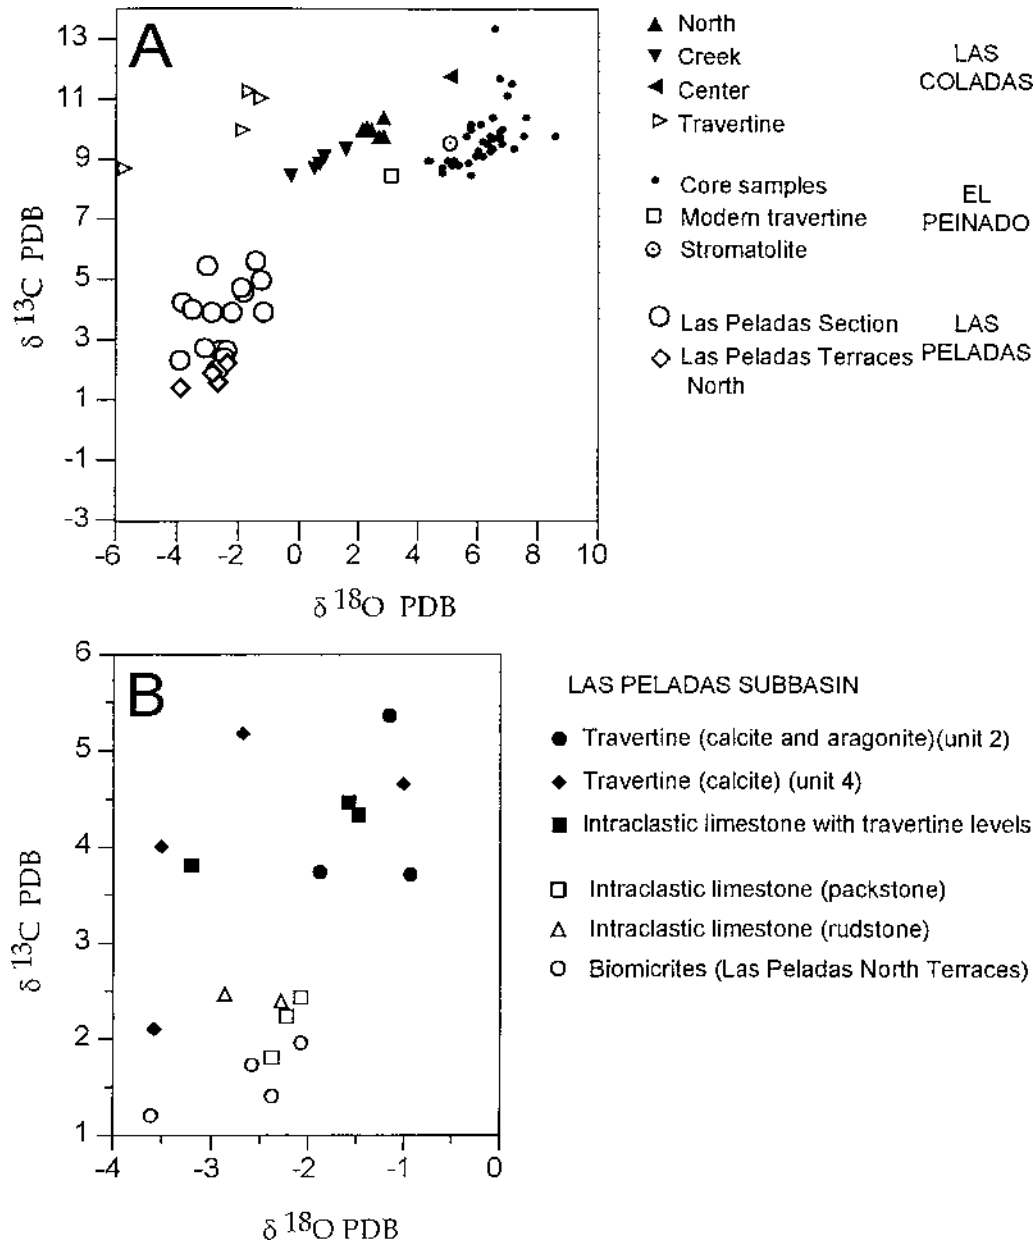 A
13
11
9
7
5
3
1
-1
-3
δ 13C PDB
-6 -4 -2 0 2 4 6 8 10
δ 18O PDB
North
Creek
Center
Travertine
LAS
COLADAS
Core samples
Modern travertine
Stromatolite
EL
PEINADO
Las Peladas Section
Las Peladas Terraces
North
LAS
PELADAS
B
6
5
4
3
2
1
δ 13C PDB
-4 -3 -2 -1 0
δ 18O PDB
LAS PELADAS SUBBASIN
Travertine (calcite and aragonite)(unit 2)
Travertine (calcite) (unit 4)
Intraclastic limestone with travertine levels
Intraclastic limestone (packstone)
Intraclastic limestone (rudstone)
Biomicrites (Las Peladas North Terraces)